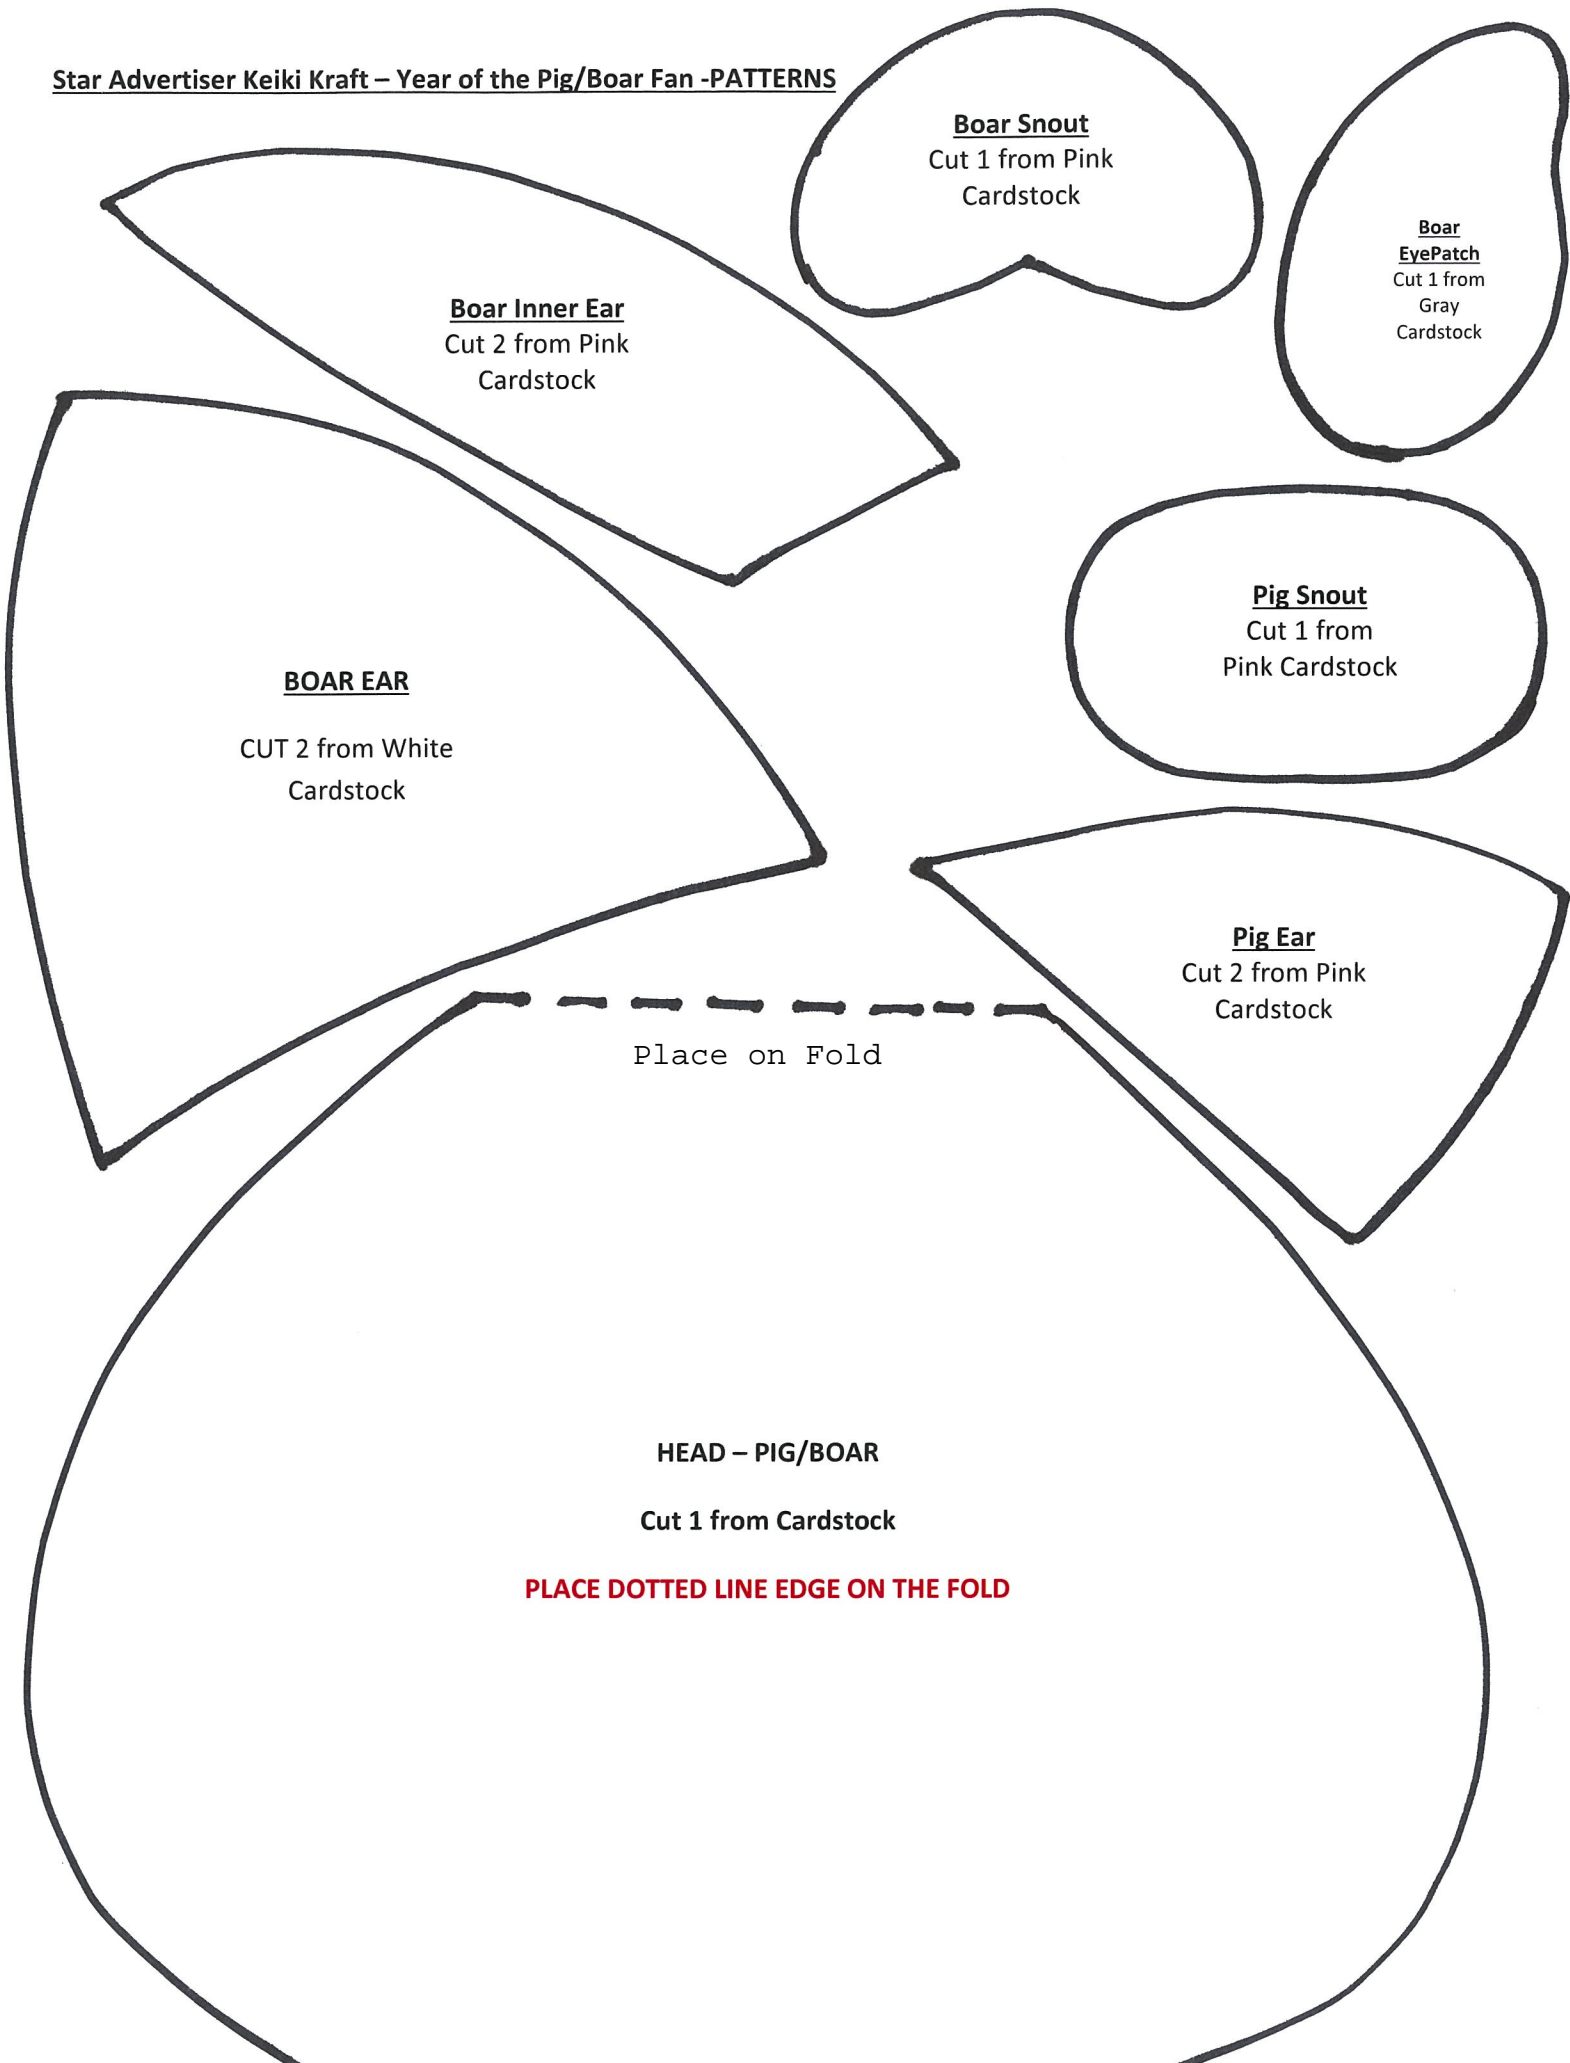 Star Advertiser Keiki Kraft – Year of the Pig/Boar Fan -PATTERNS
Boar Snout
Cut 1 from Pink
Cardstock
Boar
EyePatch
Cut 1 from
Gray
Cardstock
Boar Inner Ear
Cut 2 from Pink
Cardstock
Pig Snout
Cut 1 from
Pink Cardstock
BOAR EAR
CUT 2 from White
Cardstock
Pig Ear
Cut 2 from Pink
Cardstock
Place on Fold
HEAD – PIG/BOAR
Cut 1 from Cardstock
PLACE DOTTED LINE EDGE ON THE FOLD